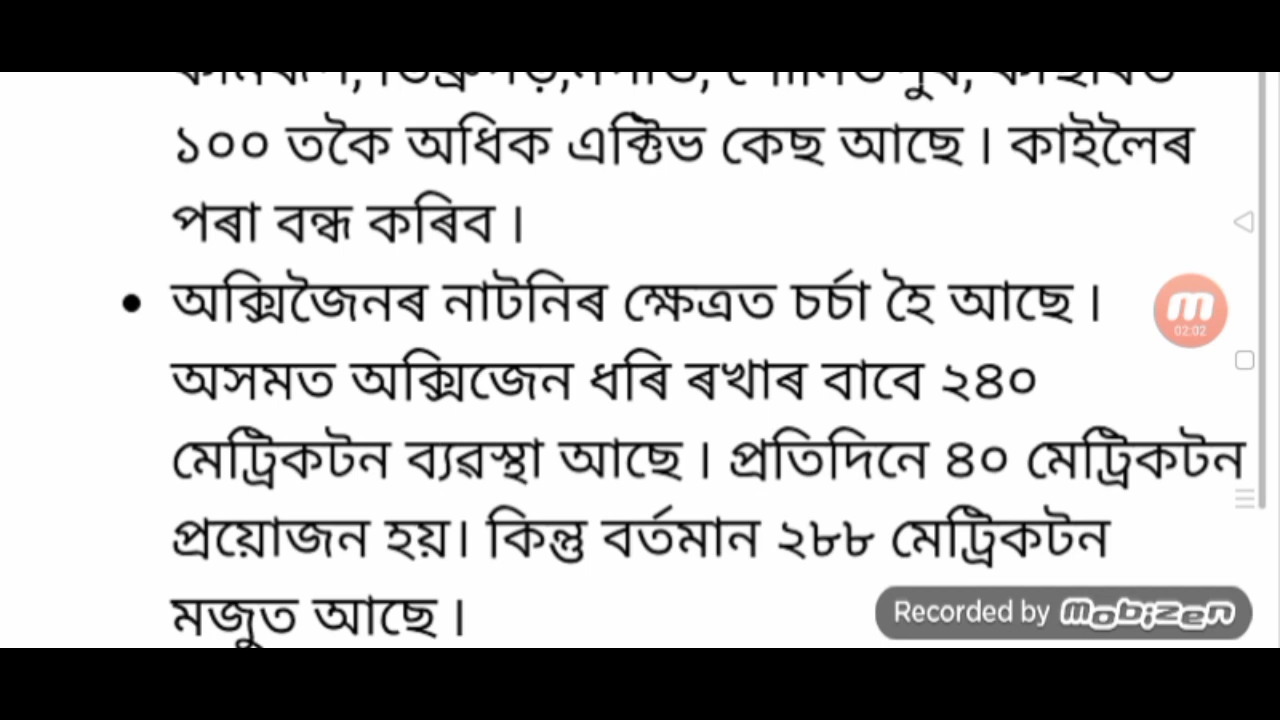 ১০০ তকৈ অধিক এক্টিভ কেছ আছে । কাইলৈৰ
পৰা বন্ধ কৰিব ।
• অক্সিজৈনৰ নাটনিৰ ক্ষেত্ৰত চৰ্চা হৈ আছে ।
অসমত অক্সিজেন ধৰি ৰখাৰ বাবে ২৪০
মেট্ৰিকটন ব্যৱস্থা আছে । প্ৰতিদিনে ৪০ মেট্ৰিকটন
প্ৰয়োজন হয়। কিন্তু বৰ্তমান ২৮৮ মেট্ৰিকটন
মজুত আছে ।
02:02
Recorded by mobizen